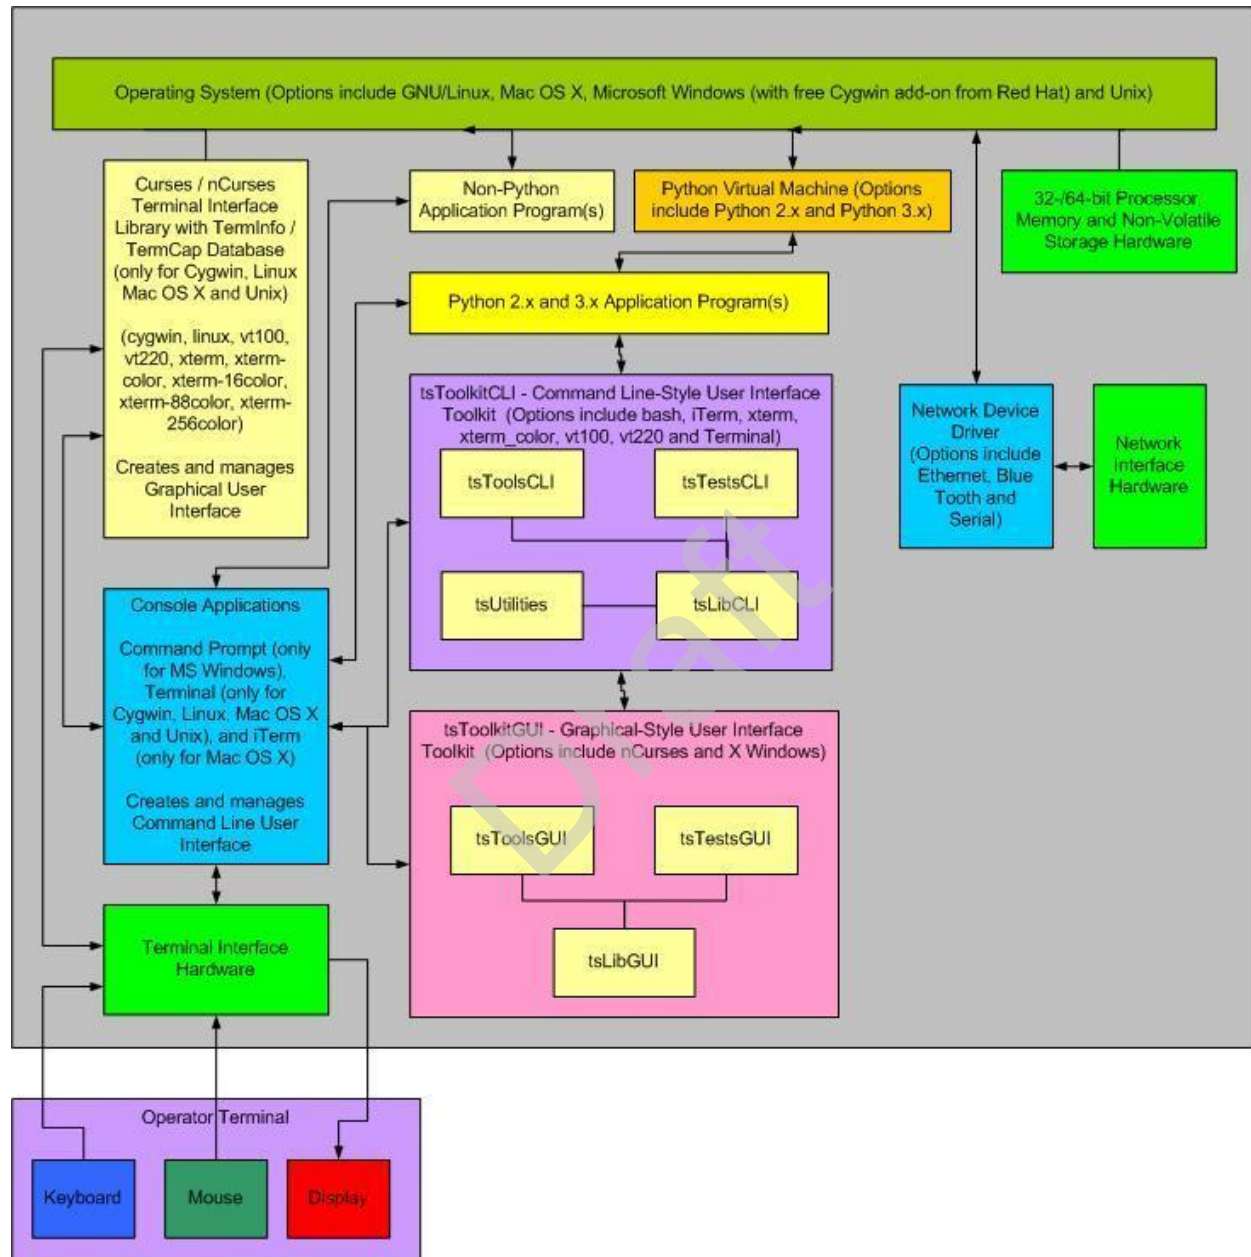 Operating System (Options include GNU/Linux, Mac OS X, Microsoft Windows (with free Cygwin add-on from Red Hat) and Unix)
Curses / nCurses
Terminal Interface
Library with TermInfo /
TermCap Database
(only for Cygwin, Linux
Mac OS X and Unix)
(cygwin, linux, vt100,
vt220, xterm, xterm-
color, xterm-16color,
xterm-88color, xterm-
256color)
Creates and manages
Graphical User
Interface
Non-Python
Application Program(s)
Python Virtual Machine (Options
include Python 2.x and Python 3.x)
32-/64-bit Processor,
Memory and Non-Volatile
Storage Hardware
Python 2.x and 3.x Application Program(s)
tsToolkitCLI - Command Line-Style User Interface
Toolkit (Options include bash, iTerm, xterm,
xterm_color, vt100, vt220 and Terminal)
tsToolsCLI
tsTestsCLI
tsUtilities
tsLibCLI
Network Device
Driver
(Options include
Ethernet, Blue
Tooth and
Serial)
Network
Interface
Hardware
Console Applications
Command Prompt (only
for MS Windows),
Terminal (only for
Cygwin, Linux, Mac OS X
and Unix), and iTerm
(only for Mac OS X)
Creates and manages
Command Line User
Interface
tsToolkitGUI - Graphical-Style User Interface
Toolkit (Options include nCurses and X Windows)
tsToolsGUI
tsTestsGUI
tsLibGUI
Terminal Interface
Hardware
Operator Terminal
Keyboard
Mouse
Display
Draft